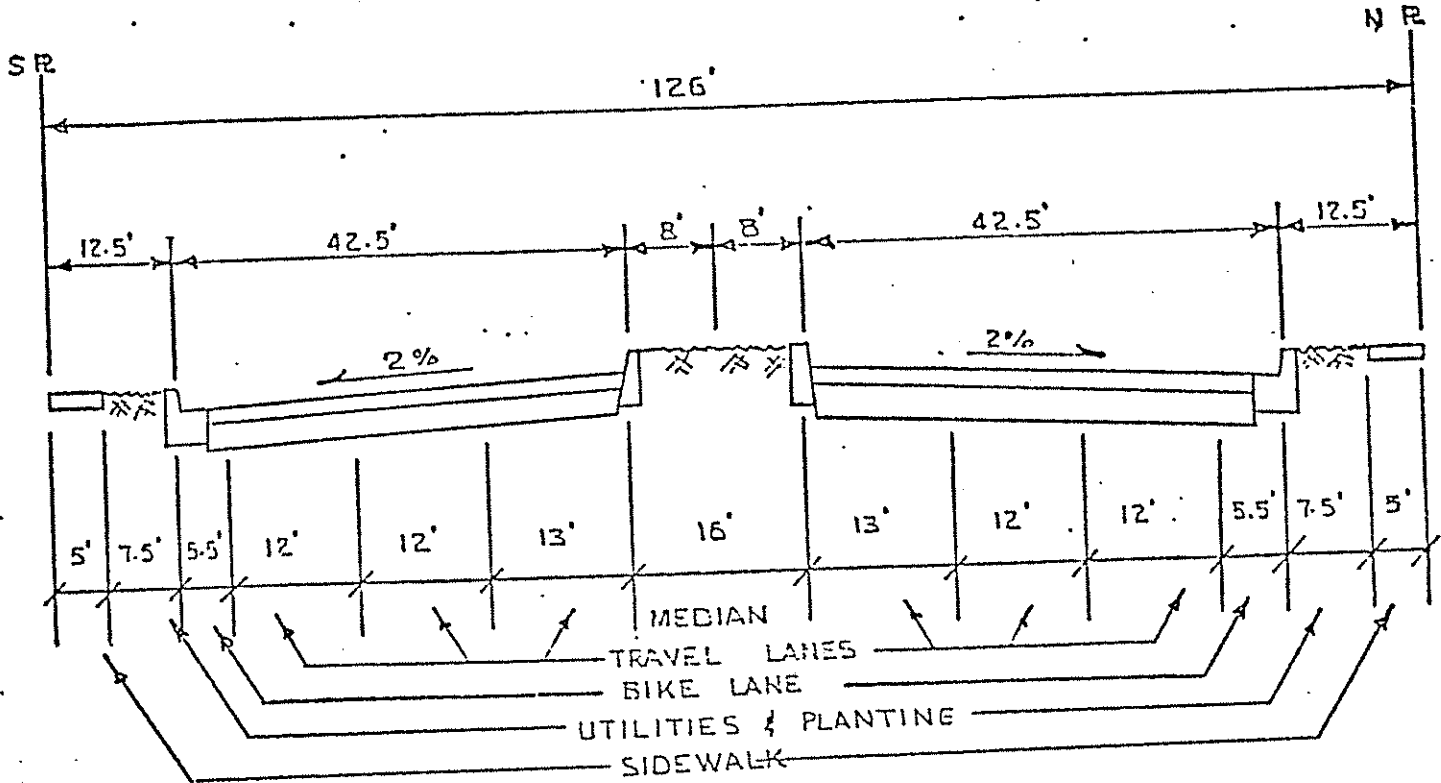 S ⅊ N ⅊
126'
12.5' 42.5' 8' 8' 42.5' 12.5'
2% 2%
5' 7.5' 5.5' 12' 12' 13' 16' 13' 12' 12' 5.5' 7.5' 5'
MEDIAN
TRAVEL LANES
BIKE LANE
UTILITIES & PLANTING
SIDEWALK